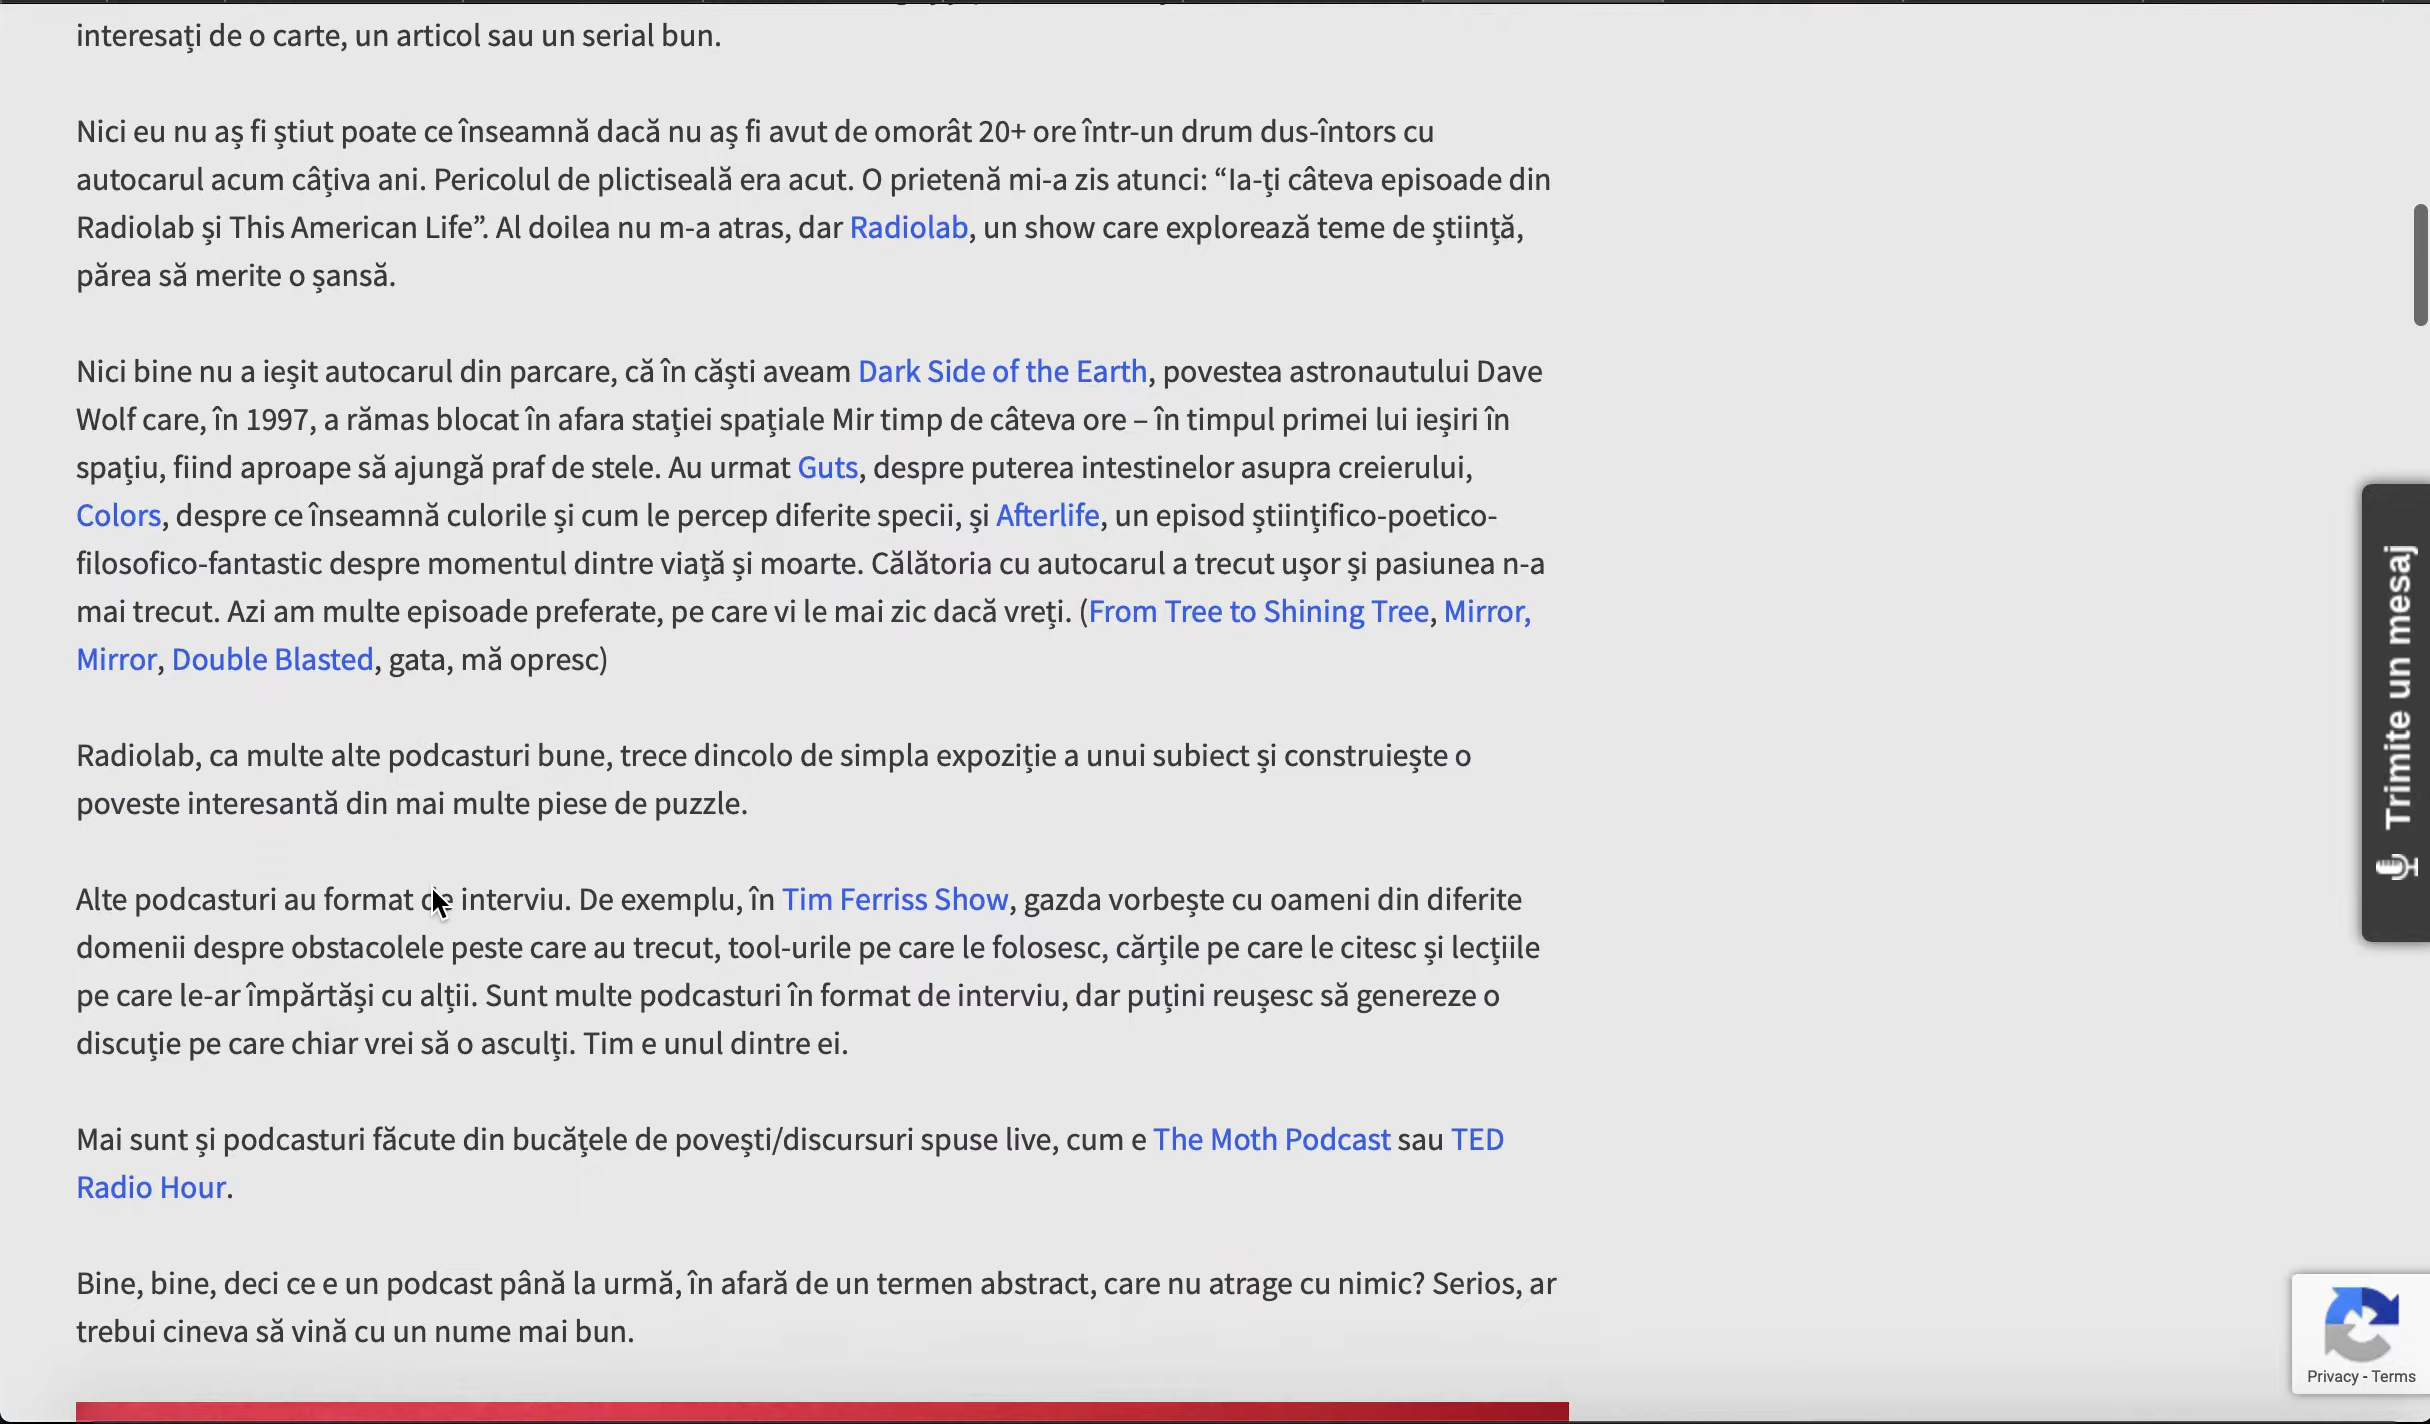 interesați de o carte, un articol sau un serial bun.
Nici eu nu aș fi știut poate ce înseamnă dacă nu aș fi avut de omorât 20+ ore într-un drum dus-întors cu
autocarul acum câțiva ani. Pericolul de plictiseală era acut. O prietenă mi-a zis atunci: “Ia-ți câteva episoade din
Radiolab și This American Life”. Al doilea nu m-a atras, dar Radiolab, un show care explorează teme de știință,
părea să merite o șansă.
Nici bine nu a ieșit autocarul din parcare, că în căști aveam Dark Side of the Earth, povestea astronautului Dave
Wolf care, în 1997, a rămas blocat în afara stației spațiale Mir timp de câteva ore – în timpul primei lui ieșiri în
spațiu, fiind aproape să ajungă praf de stele. Au urmat Guts, despre puterea intestinelor asupra creierului,
Colors, despre ce înseamnă culorile și cum le percep diferite specii, și Afterlife, un episod științifico-poetico-
filosofico-fantastic despre momentul dintre viață și moarte. Călătoria cu autocarul a trecut ușor și pasiunea n-a
mai trecut. Azi am multe episoade preferate, pe care vi le mai zic dacă vreți. (From Tree to Shining Tree, Mirror,
Mirror, Double Blasted, gata, mă opresc)
Radiolab, ca multe alte podcasturi bune, trece dincolo de simpla expoziție a unui subiect și construiește o
poveste interesantă din mai multe piese de puzzle.
Alte podcasturi au format de interviu. De exemplu, în Tim Ferriss Show, gazda vorbește cu oameni din diferite
domenii despre obstacolele peste care au trecut, tool-urile pe care le folosesc, cărțile pe care le citesc și lecțiile
pe care le-ar împărtăși cu alții. Sunt multe podcasturi în format de interviu, dar puțini reușesc să genereze o
discuție pe care chiar vrei să o asculți. Tim e unul dintre ei.
Mai sunt și podcasturi făcute din bucățele de povești/discursuri spuse live, cum e The Moth Podcast sau TED
Radio Hour.
Bine, bine, deci ce e un podcast până la urmă, în afară de un termen abstract, care nu atrage cu nimic? Serios, ar
trebui cineva să vină cu un nume mai bun.
Trimite un mesaj
Privacy - Terms